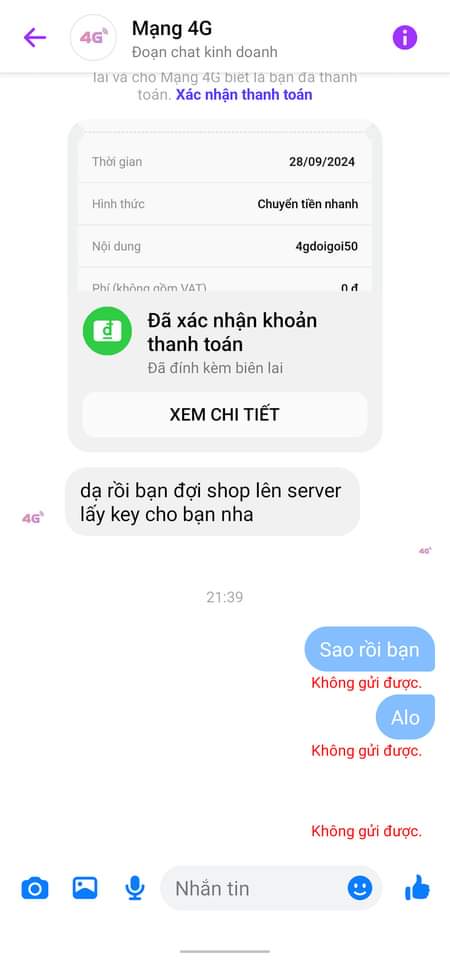 Mạng 4G
4G
Đoạn chat kinh doanh
lai và cho Mạng 4G biết là bạn đã thanh
toán. Xác nhận thanh toán
Thời gian 28/09/2024
Hình thức Chuyển tiền nhanh
Nội dung 4gdoigoi50
Phí (không gồm VAT) 0 đ
Đã xác nhận khoản
thanh toán
Đã đính kèm biên lai
XEM CHI TIẾT
dạ rồi bạn đợi shop lên server
lấy key cho bạn nha
4G
4G
21:39
Sao rồi bạn
Không gửi được.
Alo
Không gửi được.
Không gửi được.
Nhắn tin